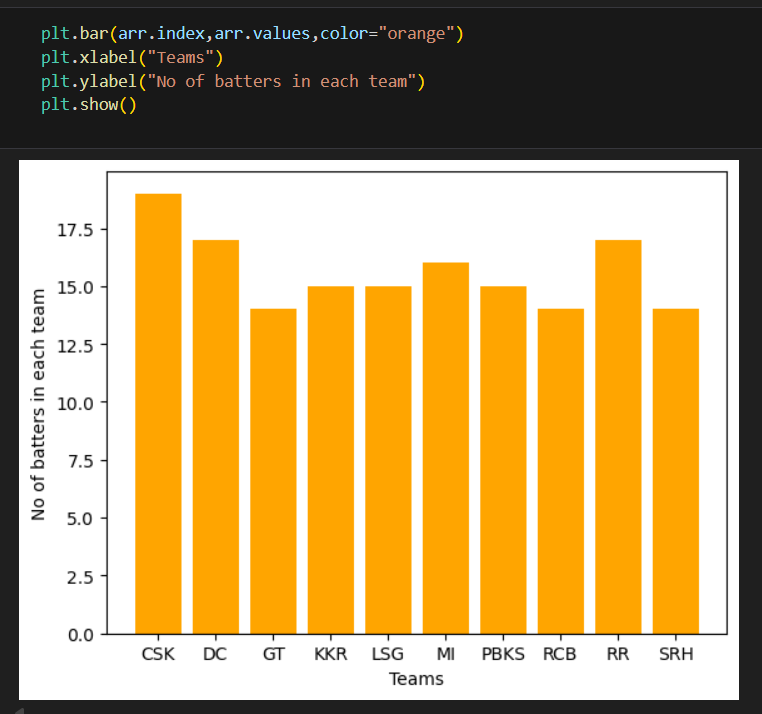 plt.bar(arr.index,arr.values,color="orange")
plt.xlabel("Teams")
plt.ylabel("No of batters in each team")
plt.show()
17.5
15.0
12.5
10.0
7.5
5.0
2.5
0.0
No of batters in each team
CSK DC GT KKR LSG MI PBKS RCB RR SRH
Teams